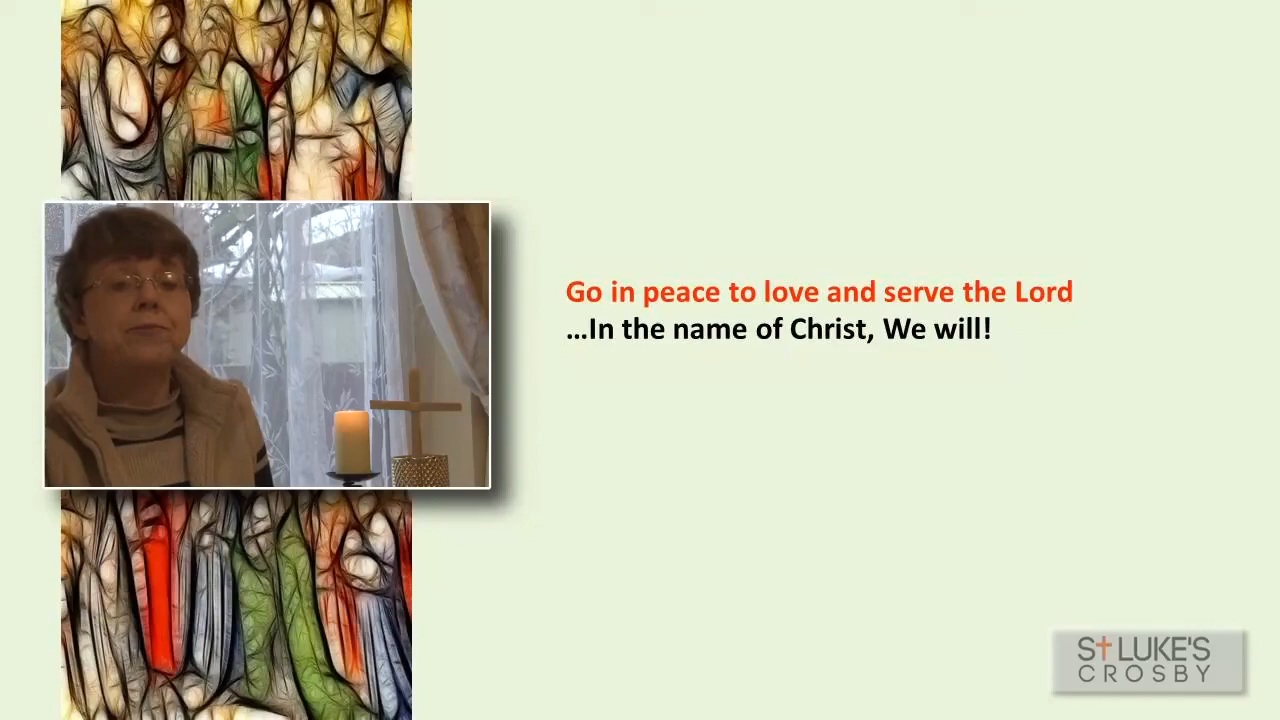 Go in peace to love and serve the Lord
...In the name of Christ, We will!
ST LUKE'S
CROSBY